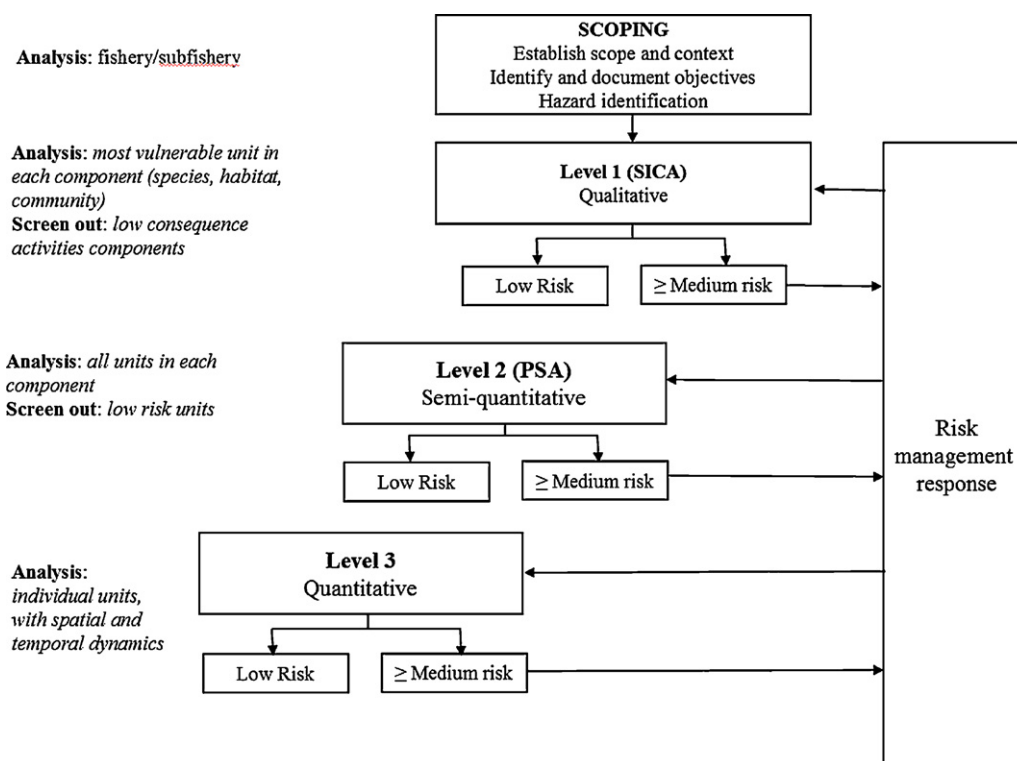 SCOPING
Establish scope and context
Identify and document objectives
Hazard identification
Analysis: fishery/subfishery
Analysis: most vulnerable unit in
each component (species, habitat,
community)
Screen out: low consequence
activities components
Level 1 (SICA)
Qualitative
Low Risk
≥ Medium risk
Analysis: all units in each
component
Screen out: low risk units
Level 2 (PSA)
Semi-quantitative
Low Risk
≥ Medium risk
Analysis:
individual units,
with spatial and
temporal dynamics
Level 3
Quantitative
Low Risk
≥ Medium risk
Risk
management
response